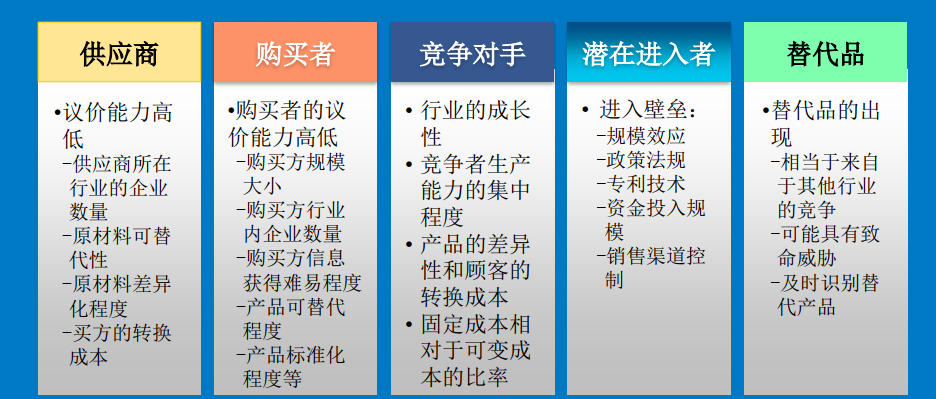 供应商
•议价能力高
低
–供应商所在
行业的企业
数量
–原材料可替
代性
–原材料差异
化程度
–买方的转换
成本
购买者
•购买者的议
价能力高低
–购买方规模
大小
–购买方行业
内企业数量
–购买方信息
获得难易程度
–产品可替代
程度
–产品标准化
程度等
竞争对手
• 行业的成长
性
• 竞争者生产
能力的集中
程度
• 产品的差异
性和顾客的
转换成本
• 固定成本相
对于可变成
本的比率
潜在进入者
• 进入壁垒：
–规模效应
–政策法规
–专利技术
–资金投入规
模
–销售渠道控
制
替代品
•替代品的出
现
–相当于来自
于其他行业
的竞争
–可能具有致
命威胁
–及时识别替
代产品